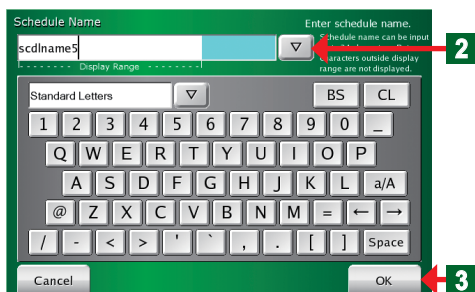 Schedule Name
Enter schedule name.
scdlname5
2
Schedule name can be input
characters outside display
range are not displayed.
Display Range
Standard Letters
BS CL
1 2 3 4 5 6 7 8 9 0 _
Q W E R T Y U I O P
A S D F G H J K L a/A
@ Z X C V B N M = ← →
/ - < > ' ` , . [ ] Space
Cancel
OK
3